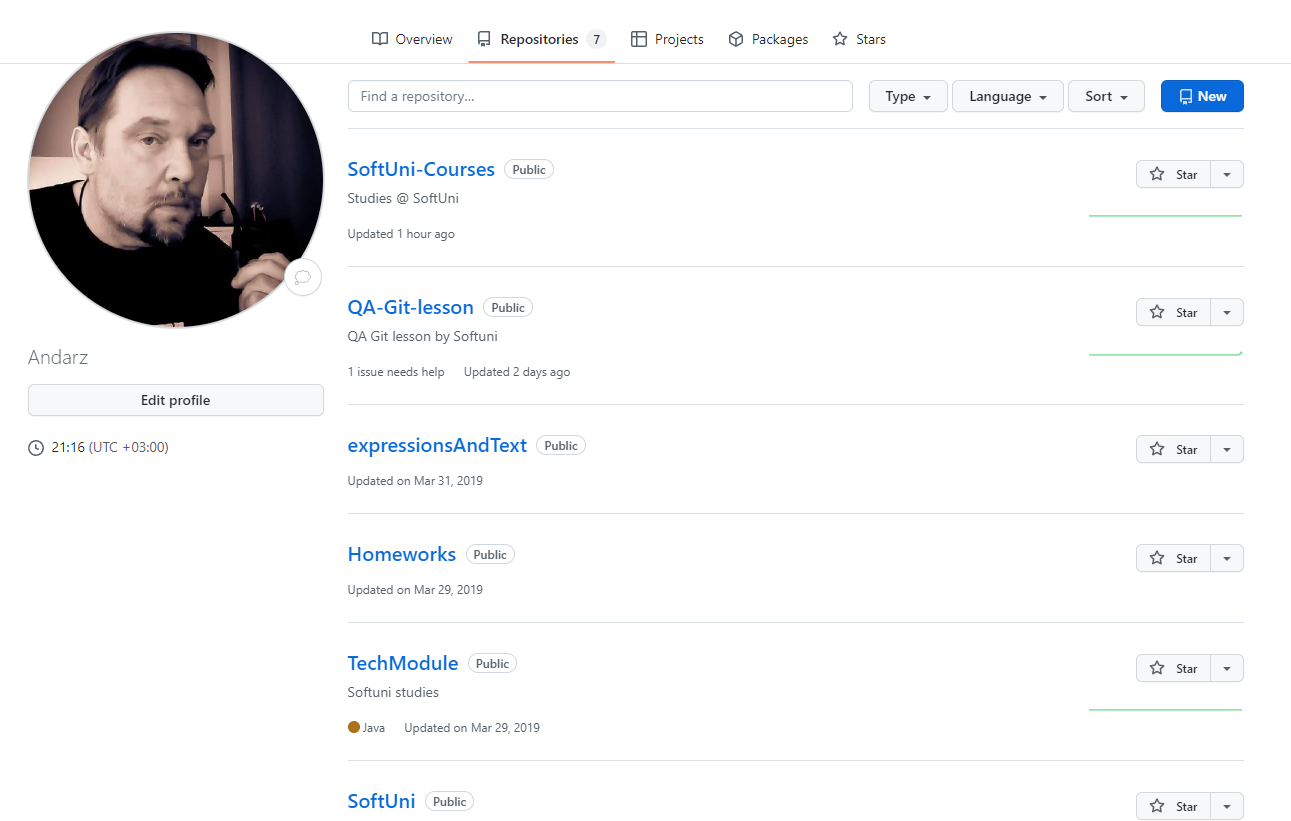 Overview Repositories 7 Projects Packages Stars
Find a repository... Type Language Sort New
SoftUni-Courses Public Star
Studies @ SoftUni
Updated 1 hour ago
QA-Git-lesson Public Star
QA Git lesson by Softuni
1 issue needs help Updated 2 days ago
Andarz
Edit profile
21:16 (UTC +03:00)
expressionsAndText Public Star
Updated on Mar 31, 2019
Homeworks Public Star
Updated on Mar 29, 2019
TechModule Public Star
Softuni studies
Java Updated on Mar 29, 2019
SoftUni Public Star